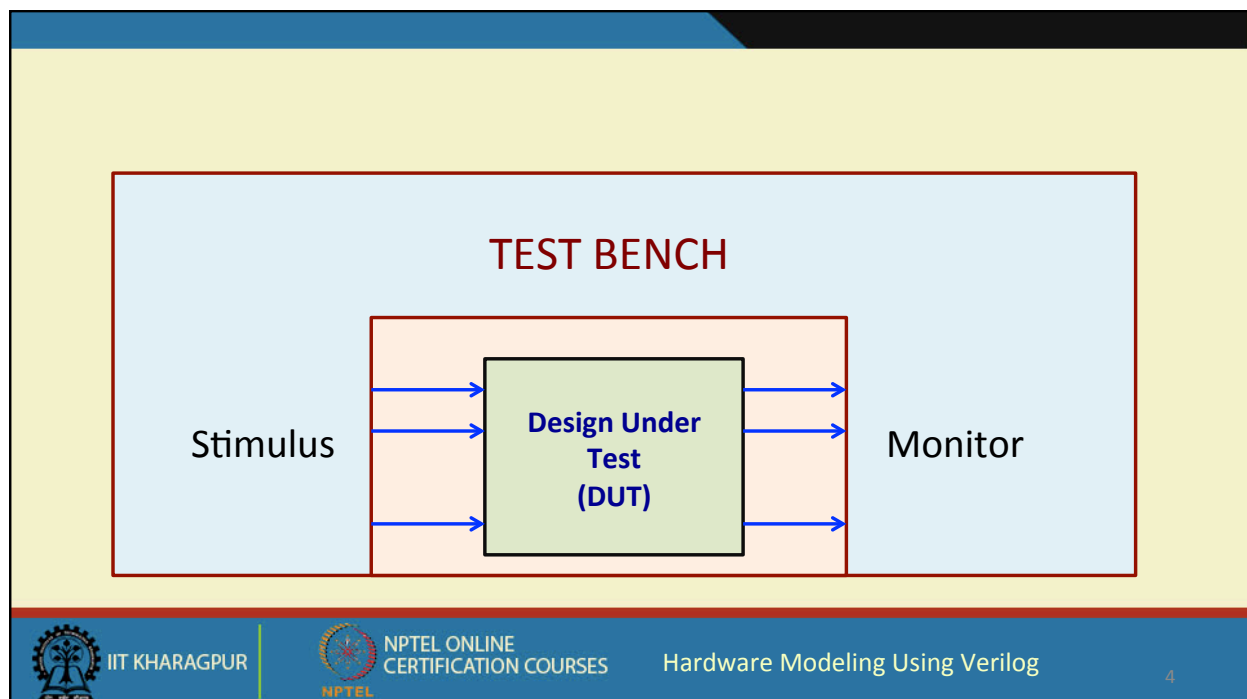 TEST BENCH
Stimulus
Design Under
Test
(DUT)
Monitor
IIT KHARAGPUR
NPTEL
NPTEL ONLINE
CERTIFICATION COURSES
Hardware Modeling Using Verilog
4